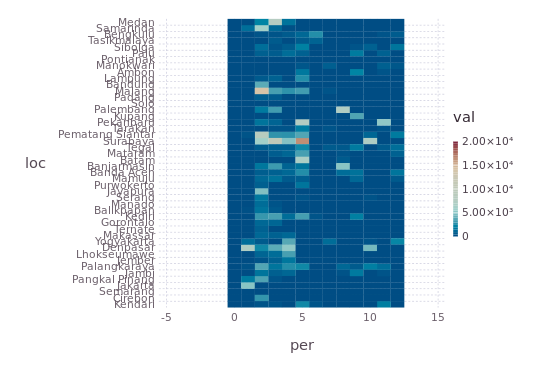 Medan
Samarinda
Bengkulu
Tasikmalaya
Sibolga
Palu
Pontianak
Manokwari
Ambon
Lampung
Bandung
Malang
Padang
Solo
Palembang
Kupang
Pekanbaru
Tarakan
Pematang Siantar
Surabaya
Tegal
Mataram
Batam
Banjarmasin
Banda Aceh
Mamuju
Purwokerto
Jayapura
Serang
Manado
Balikpapan
Kediri
Gorontalo
Ternate
Makassar
Yogyakarta
Denpasar
Lhokseumawe
Jember
Palangkaraya
Jambi
Pangkal Pinang
Jakarta
Semarang
Cirebon
Kendari
loc
-5 0 5 10 15
per
val
2.00×10⁴
1.50×10⁴
1.00×10⁴
5.00×10³
0